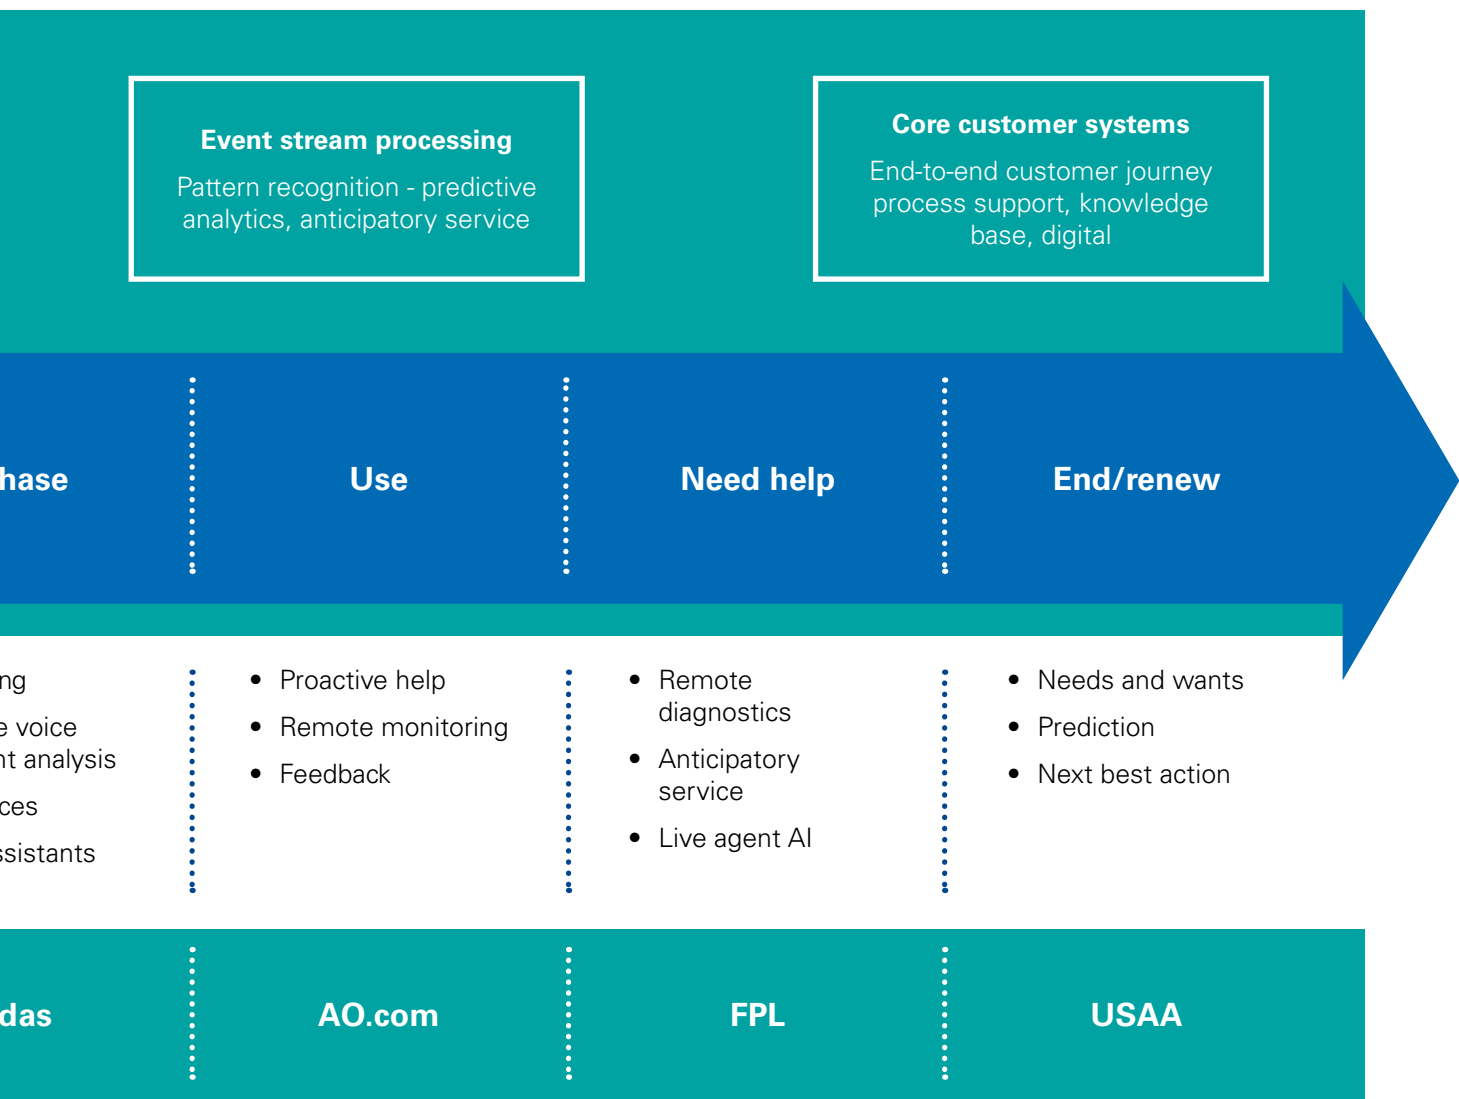 Event stream processing
Pattern recognition - predictive
analytics, anticipatory service
Core customer systems
End-to-end customer journey
process support, knowledge
base, digital
hase
Use
Need help
End/renew
ng
e voice
nt analysis
ces
ssistants
• Proactive help
• Remote monitoring
• Feedback
• Remote
diagnostics
• Anticipatory
service
• Live agent AI
• Needs and wants
• Prediction
• Next best action
das
AO.com
FPL
USAA